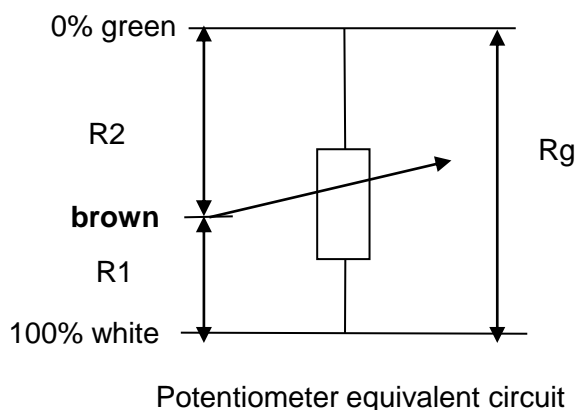 0% green
R2
Rg
brown
R1
100% white
Potentiometer equivalent circuit